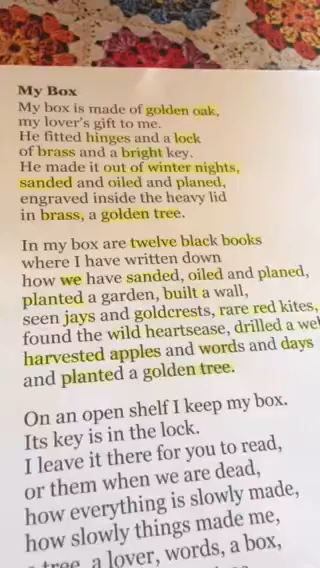 My Box
My box is made of golden oak,
my lover's gift to me.
He fitted hinges and a lock
of brass and a bright key.
He made it out of winter nights,
sanded and oiled and planed,
engraved inside the heavy lid
in brass, a golden tree.
In my box are twelve black books
where I have written down
how we have sanded, oiled and planed,
planted a garden, built a wall,
seen jays and goldcrests, rare red kites,
found the wild heartsease, drilled a
harvested apples and words and days
and planted a golden tree.
On an open shelf I keep my box.
Its key is in the lock.
I leave it there for you to read,
or them when we are dead,
how everything is slowly made,
how slowly things made me,
tree, a lover, words, a box,